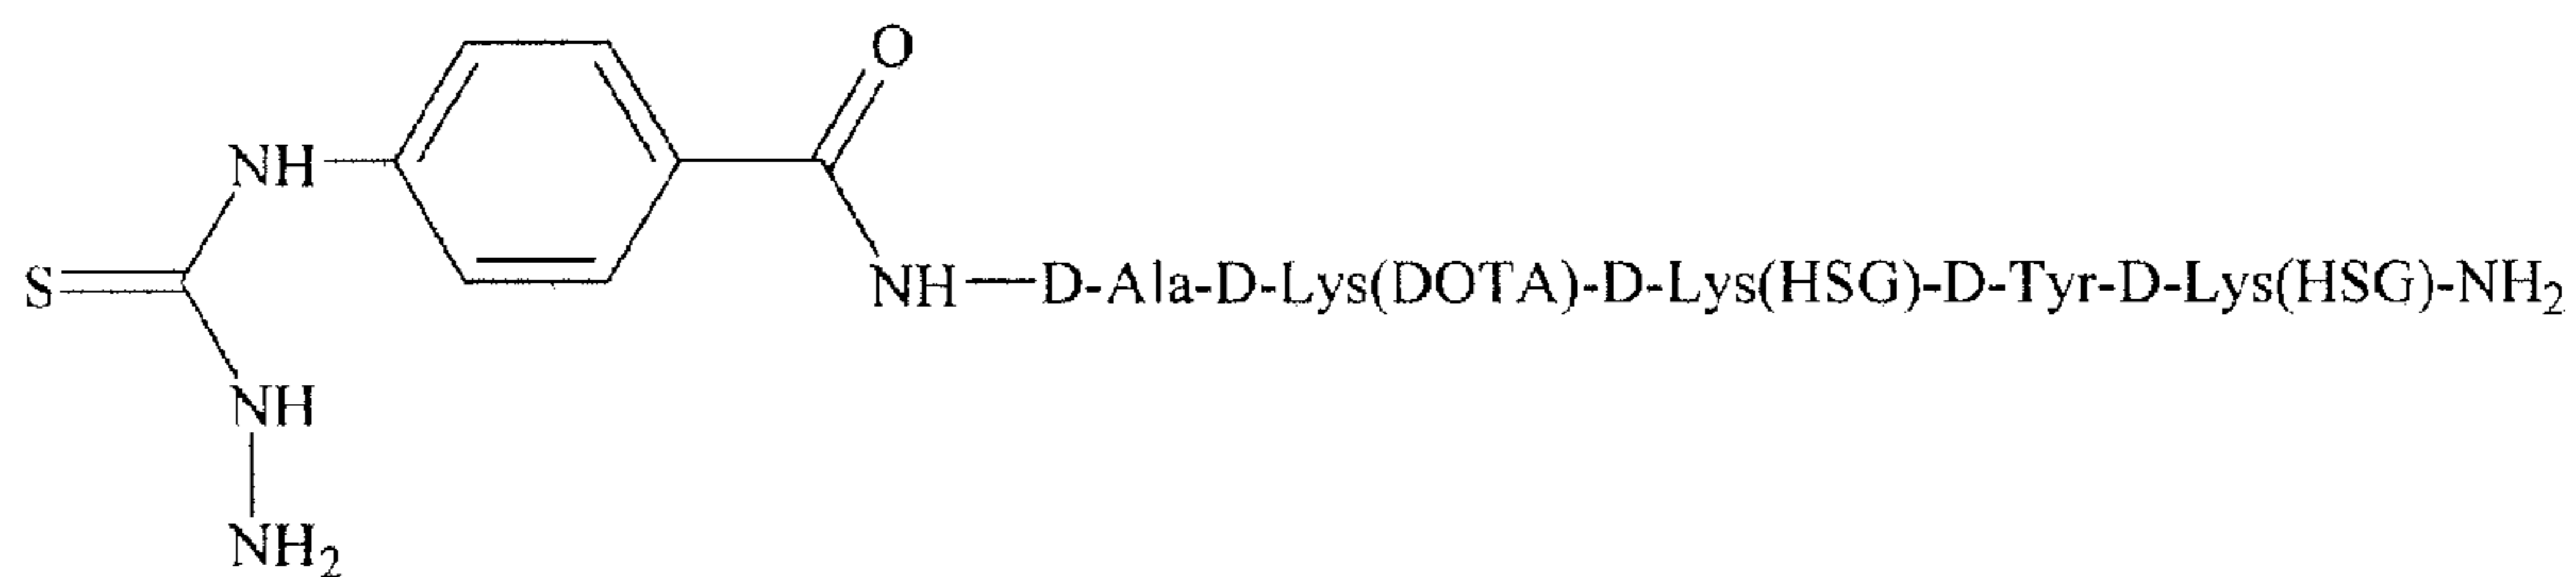 O
NH
S
NH—D-Ala-D-Lys(DOTA)-D-Lys(HSG)-D-Tyr-D-Lys(HSG)-NH₂
NH
NH₂